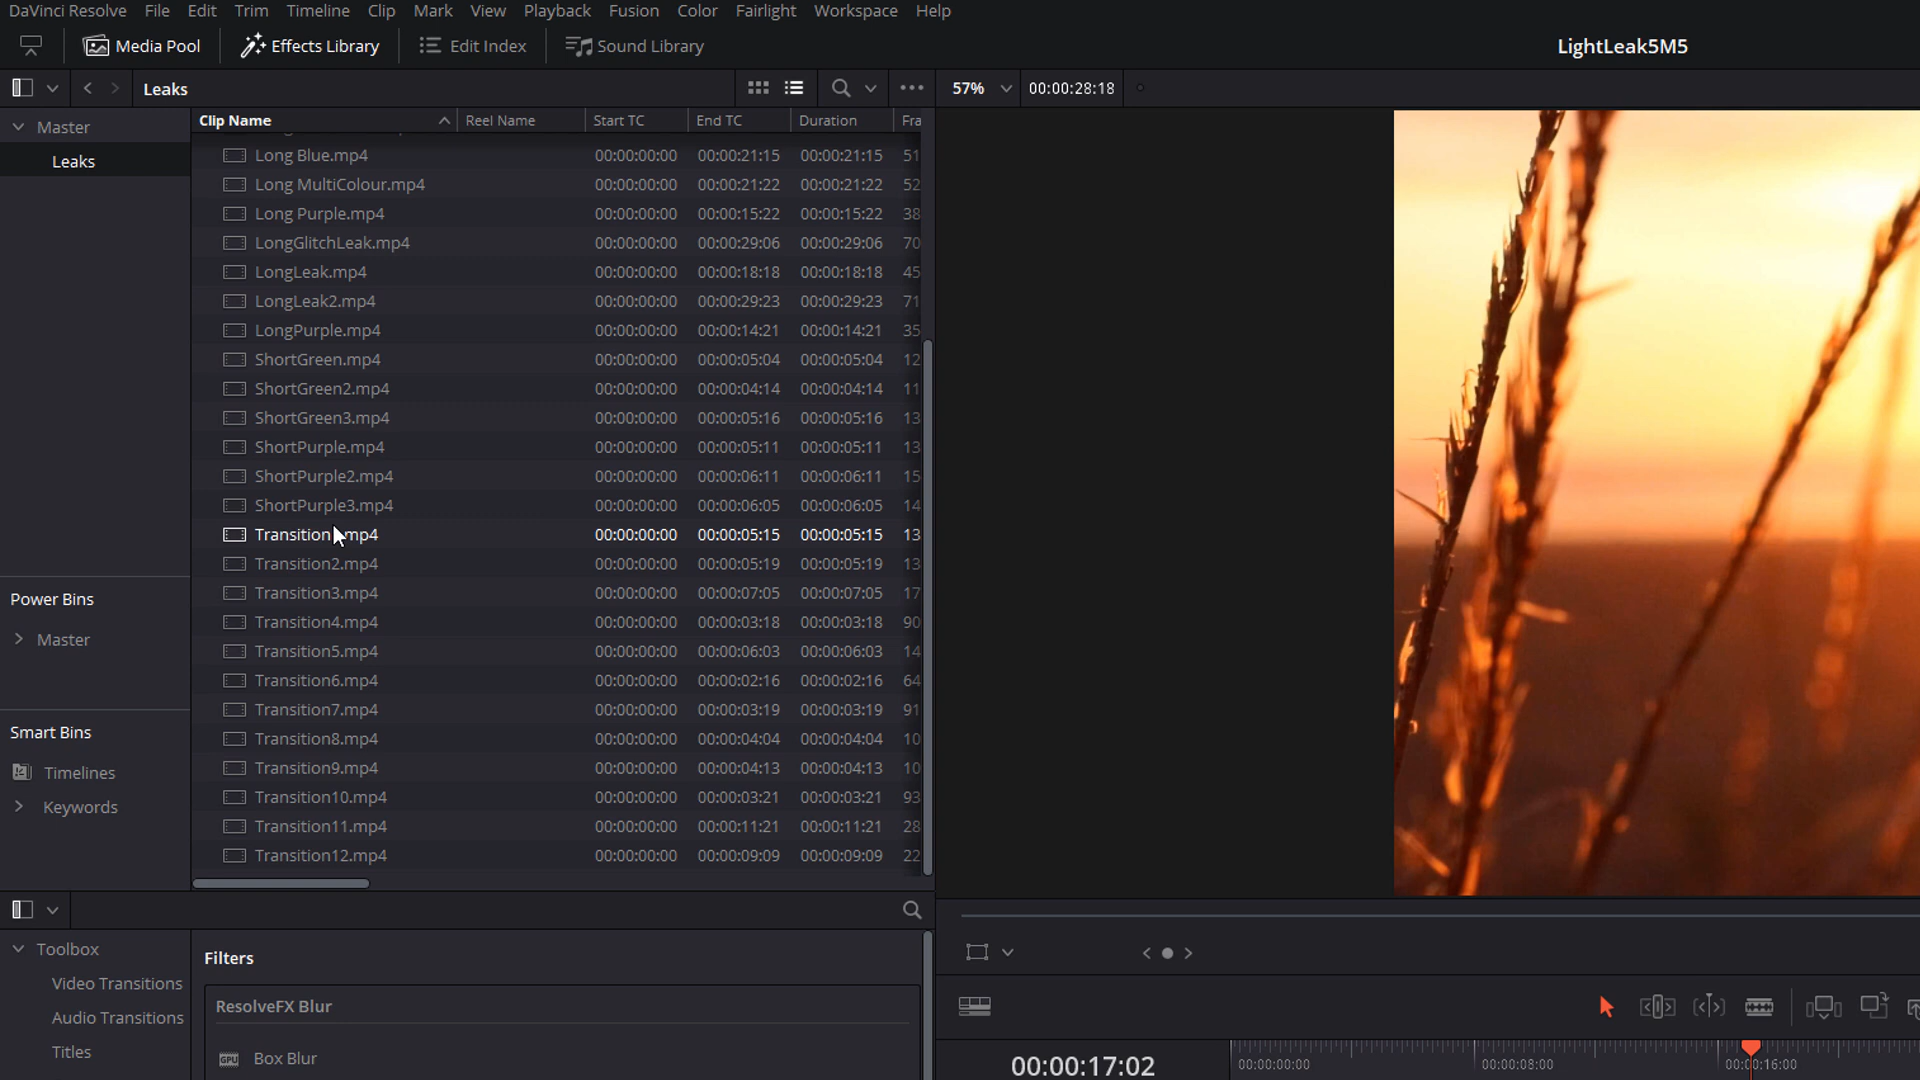 DaVinci Resolve File Edit Trim Timeline Clip Mark View Playback Fusion Color Fairlight Workspace Help
Media Pool Effects Library Edit Index Sound Library LightLeak5M5
Leaks 57% 00:00:28:18
Master
Leaks
Clip Name Reel Name Start TC End TC Duration Fra
Long Blue.mp4 00:00:00:00 00:00:21:15 00:00:21:15 51
Long MultiColour.mp4 00:00:00:00 00:00:21:22 00:00:21:22 52
Long Purple.mp4 00:00:00:00 00:00:15:22 00:00:15:22 38
LongGlitchLeak.mp4 00:00:00:00 00:00:29:06 00:00:29:06 70
LongLeak.mp4 00:00:00:00 00:00:18:18 00:00:18:18 45
LongLeak2.mp4 00:00:00:00 00:00:29:23 00:00:29:23 71
LongPurple.mp4 00:00:00:00 00:00:14:21 00:00:14:21 35
ShortGreen.mp4 00:00:00:00 00:00:05:04 00:00:05:04 12
ShortGreen2.mp4 00:00:00:00 00:00:04:14 00:00:04:14 11
ShortGreen3.mp4 00:00:00:00 00:00:05:16 00:00:05:16 13
ShortPurple.mp4 00:00:00:00 00:00:05:11 00:00:05:11 13
ShortPurple2.mp4 00:00:00:00 00:00:06:11 00:00:06:11 15
ShortPurple3.mp4 00:00:00:00 00:00:06:05 00:00:06:05 14
Transition mp4 00:00:00:00 00:00:05:15 00:00:05:15 13
Transition2.mp4 00:00:00:00 00:00:05:19 00:00:05:19 13
Transition3.mp4 00:00:00:00 00:00:07:05 00:00:07:05 17
Transition4.mp4 00:00:00:00 00:00:03:18 00:00:03:18 90
Transition5.mp4 00:00:00:00 00:00:06:03 00:00:06:03 14
Transition6.mp4 00:00:00:00 00:00:02:16 00:00:02:16 64
Transition7.mp4 00:00:00:00 00:00:03:19 00:00:03:19 91
Transition8.mp4 00:00:00:00 00:00:04:04 00:00:04:04 10
Transition9.mp4 00:00:00:00 00:00:04:13 00:00:04:13 10
Transition10.mp4 00:00:00:00 00:00:03:21 00:00:03:21 93
Transition11.mp4 00:00:00:00 00:00:11:21 00:00:11:21 28
Transition12.mp4 00:00:00:00 00:00:09:09 00:00:09:09 22
Power Bins
Master
Smart Bins
Timelines
Keywords
Toolbox
Video Transitions
Audio Transitions
Titles
Filters
ResolveFX Blur
GPU Box Blur
00:00:17:02 00:00:00:00 00:00:08:00 00:00:16:00